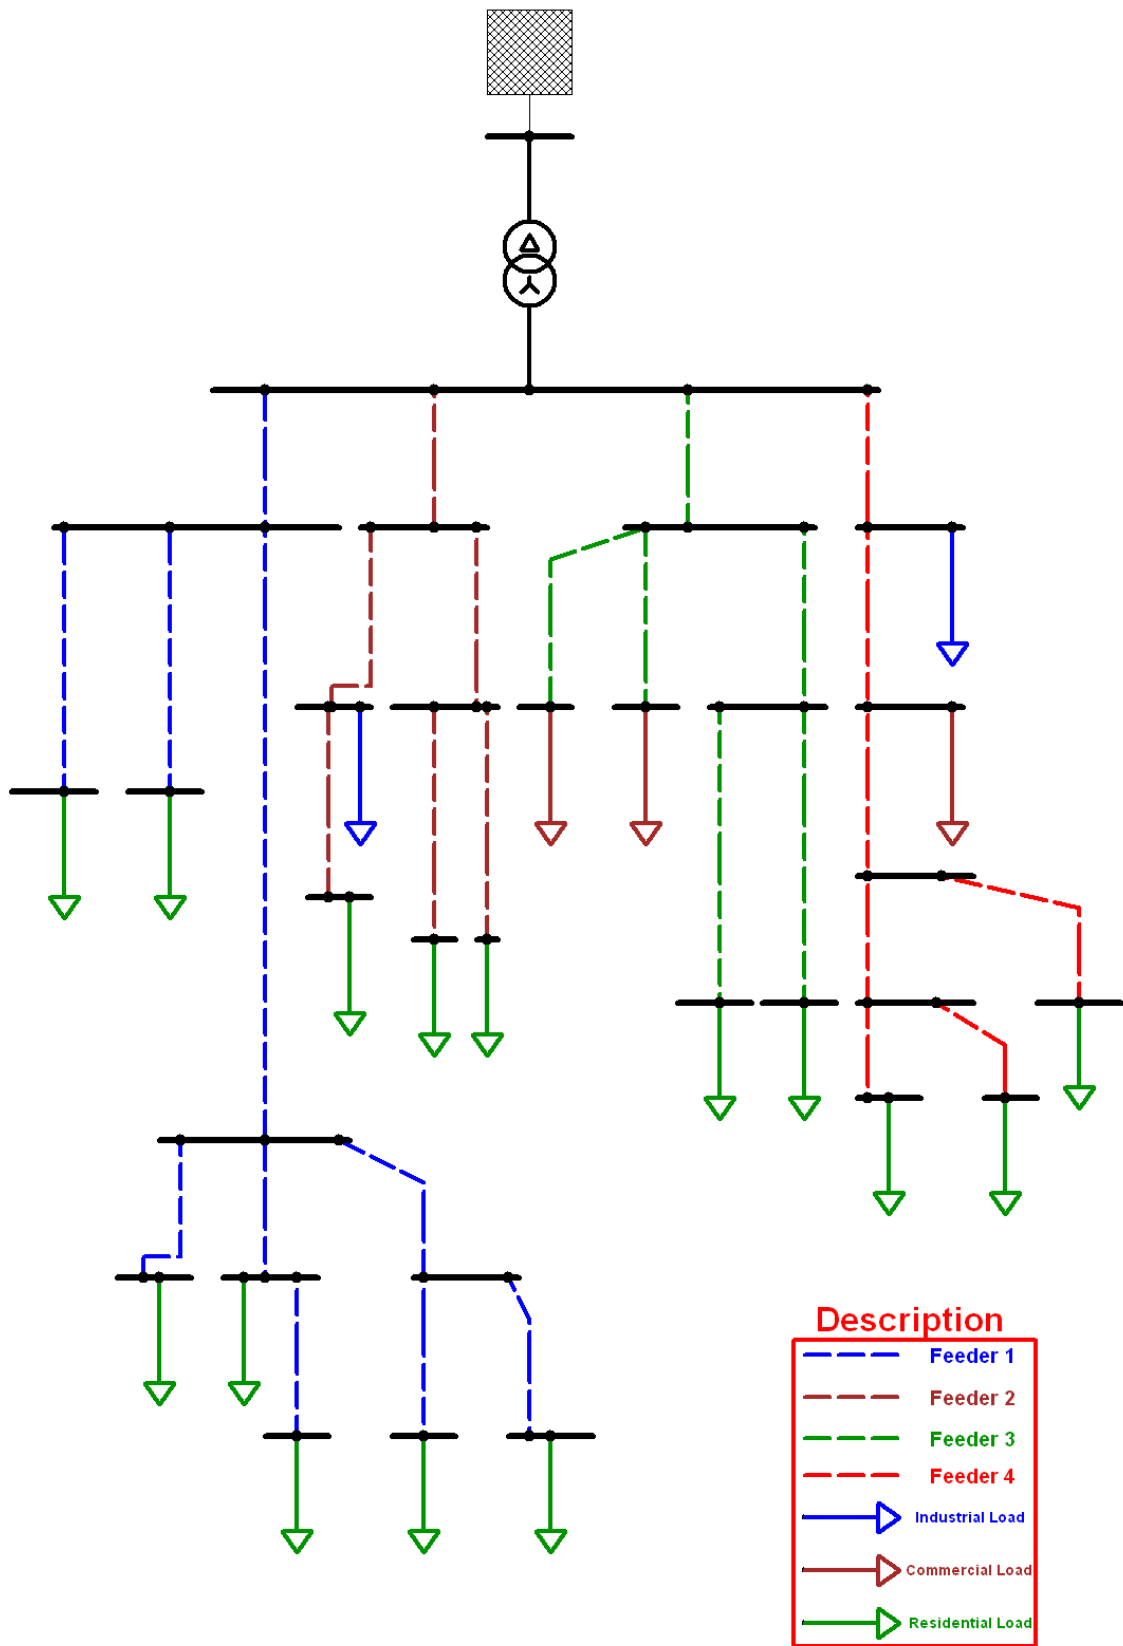 Description
Feeder 1
Feeder 2
Feeder 3
Feeder 4
Industrial Load
Commercial Load
Residential Load